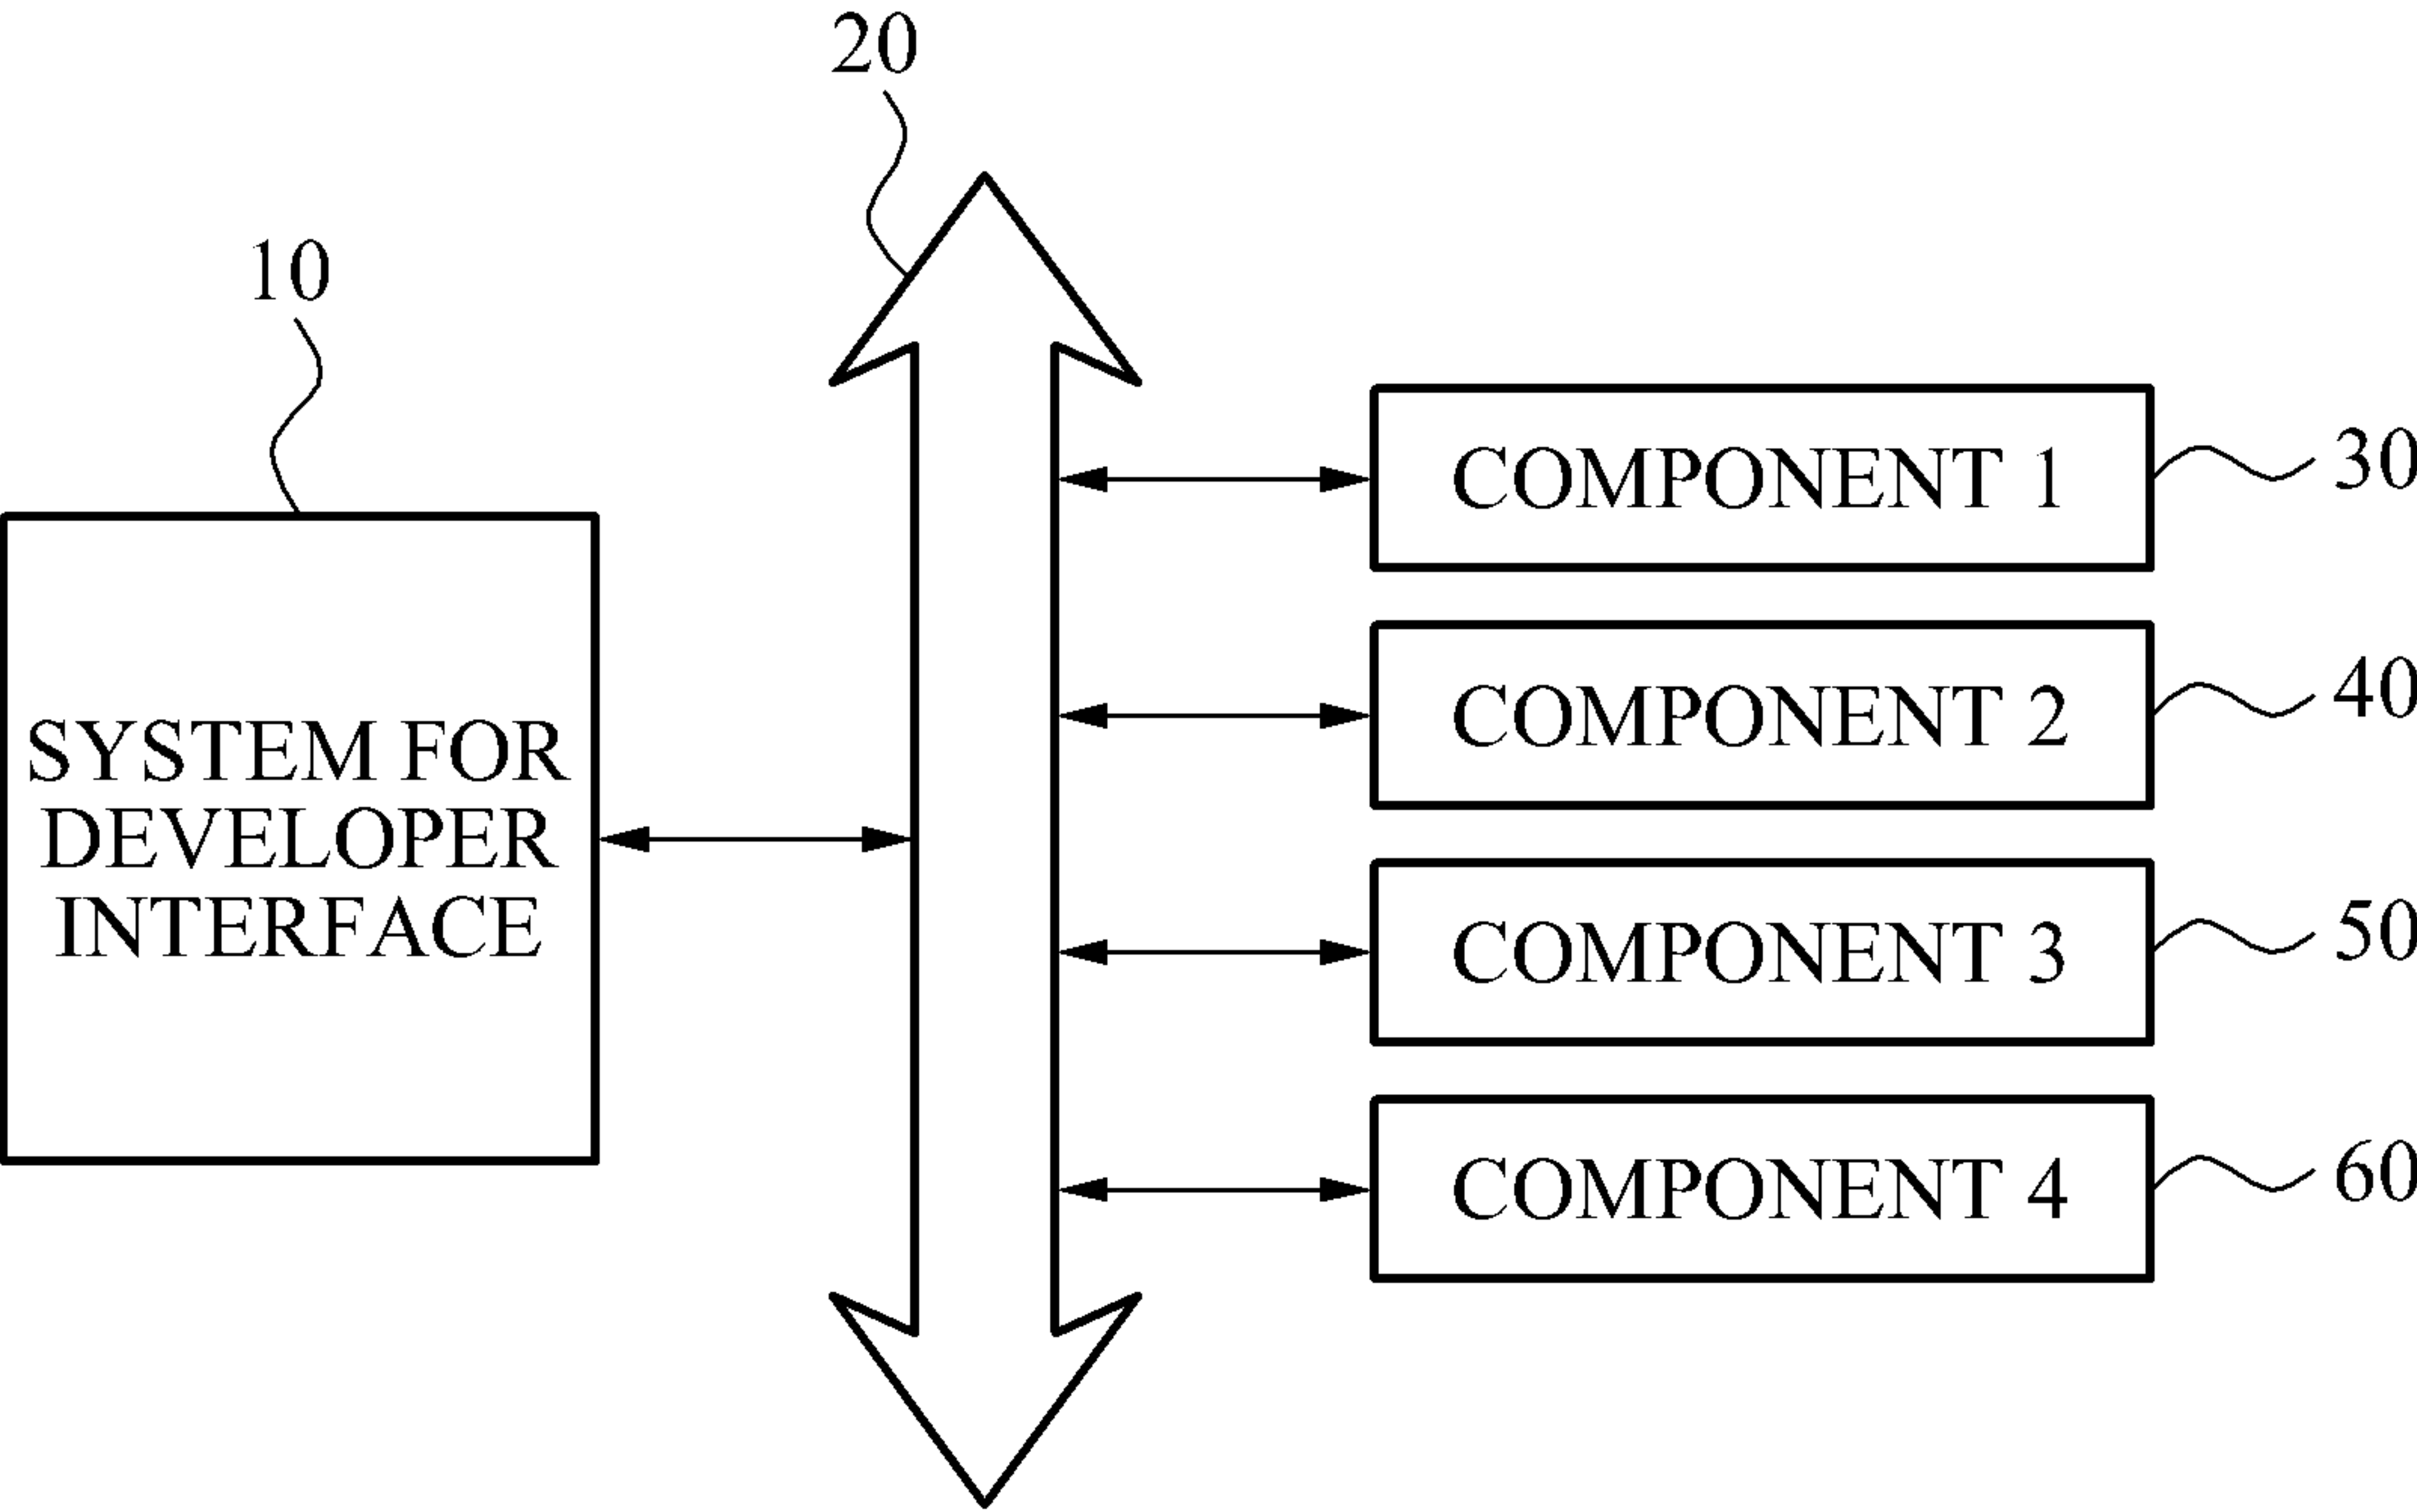 20
10
SYSTEM FOR
DEVELOPER
INTERFACE
COMPONENT 1
30
COMPONENT 2
40
COMPONENT 3
50
COMPONENT 4
60